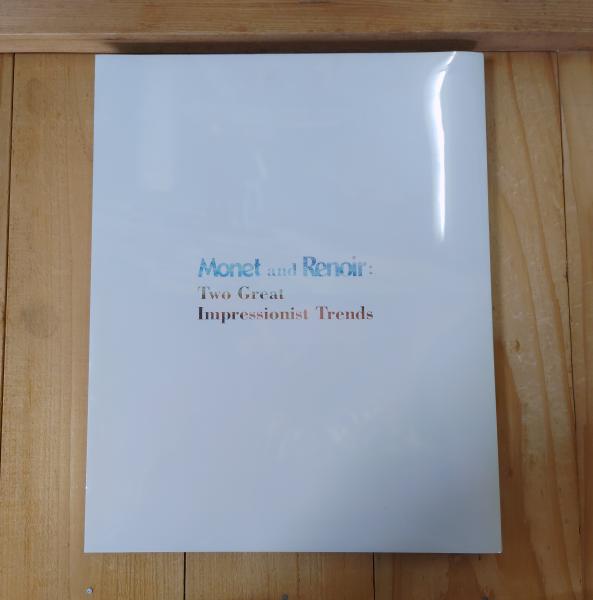 Monet and Renoir:
Two Great
Impressionist Trends